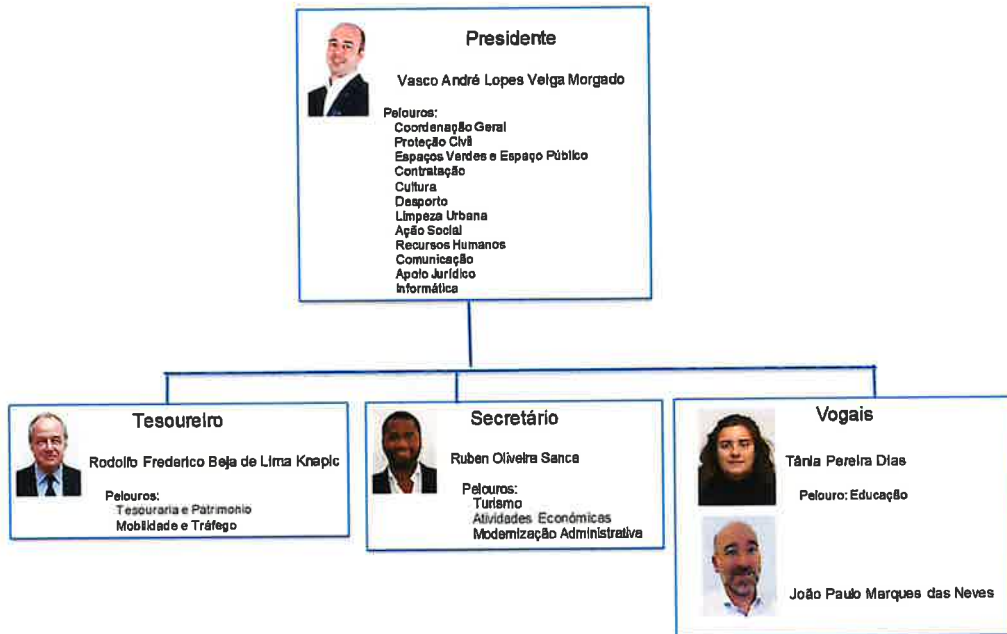 Presidente
Vasco André Lopes Veiga Morgado
Pelouros:
Coordenação Geral
Proteção Civil
Espaços Verdes e Espaço Público
Contratação
Cultura
Desporto
Limpeza Urbana
Ação Social
Recursos Humanos
Comunicação
Apoio Jurídico
Informática
Tesoureiro
Rodolfo Frederico Beja de Lima Knapic
Pelouros:
Tesouraria e Patrimonio
Mobilidade e Tráfego
Secretário
Ruben Oliveira Sanca
Pelouros:
Turismo
Atividades Económicas
Modernização Administrativa
Vogais
Tânia Pereira Dias
Pelouro: Educação
João Paulo Marques das Neves